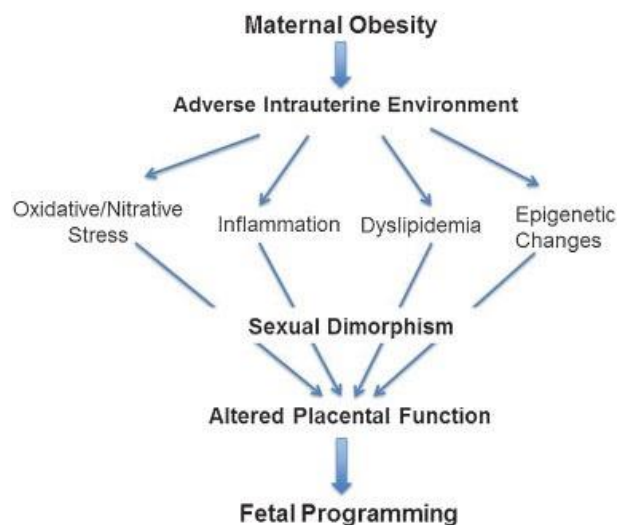 Maternal Obesity
Adverse Intrauterine Environment
Oxidative/Nitrative
Stress
Inflammation
Dyslipidemia
Epigenetic
Changes
Sexual Dimorphism
Altered Placental Function
Fetal Programming